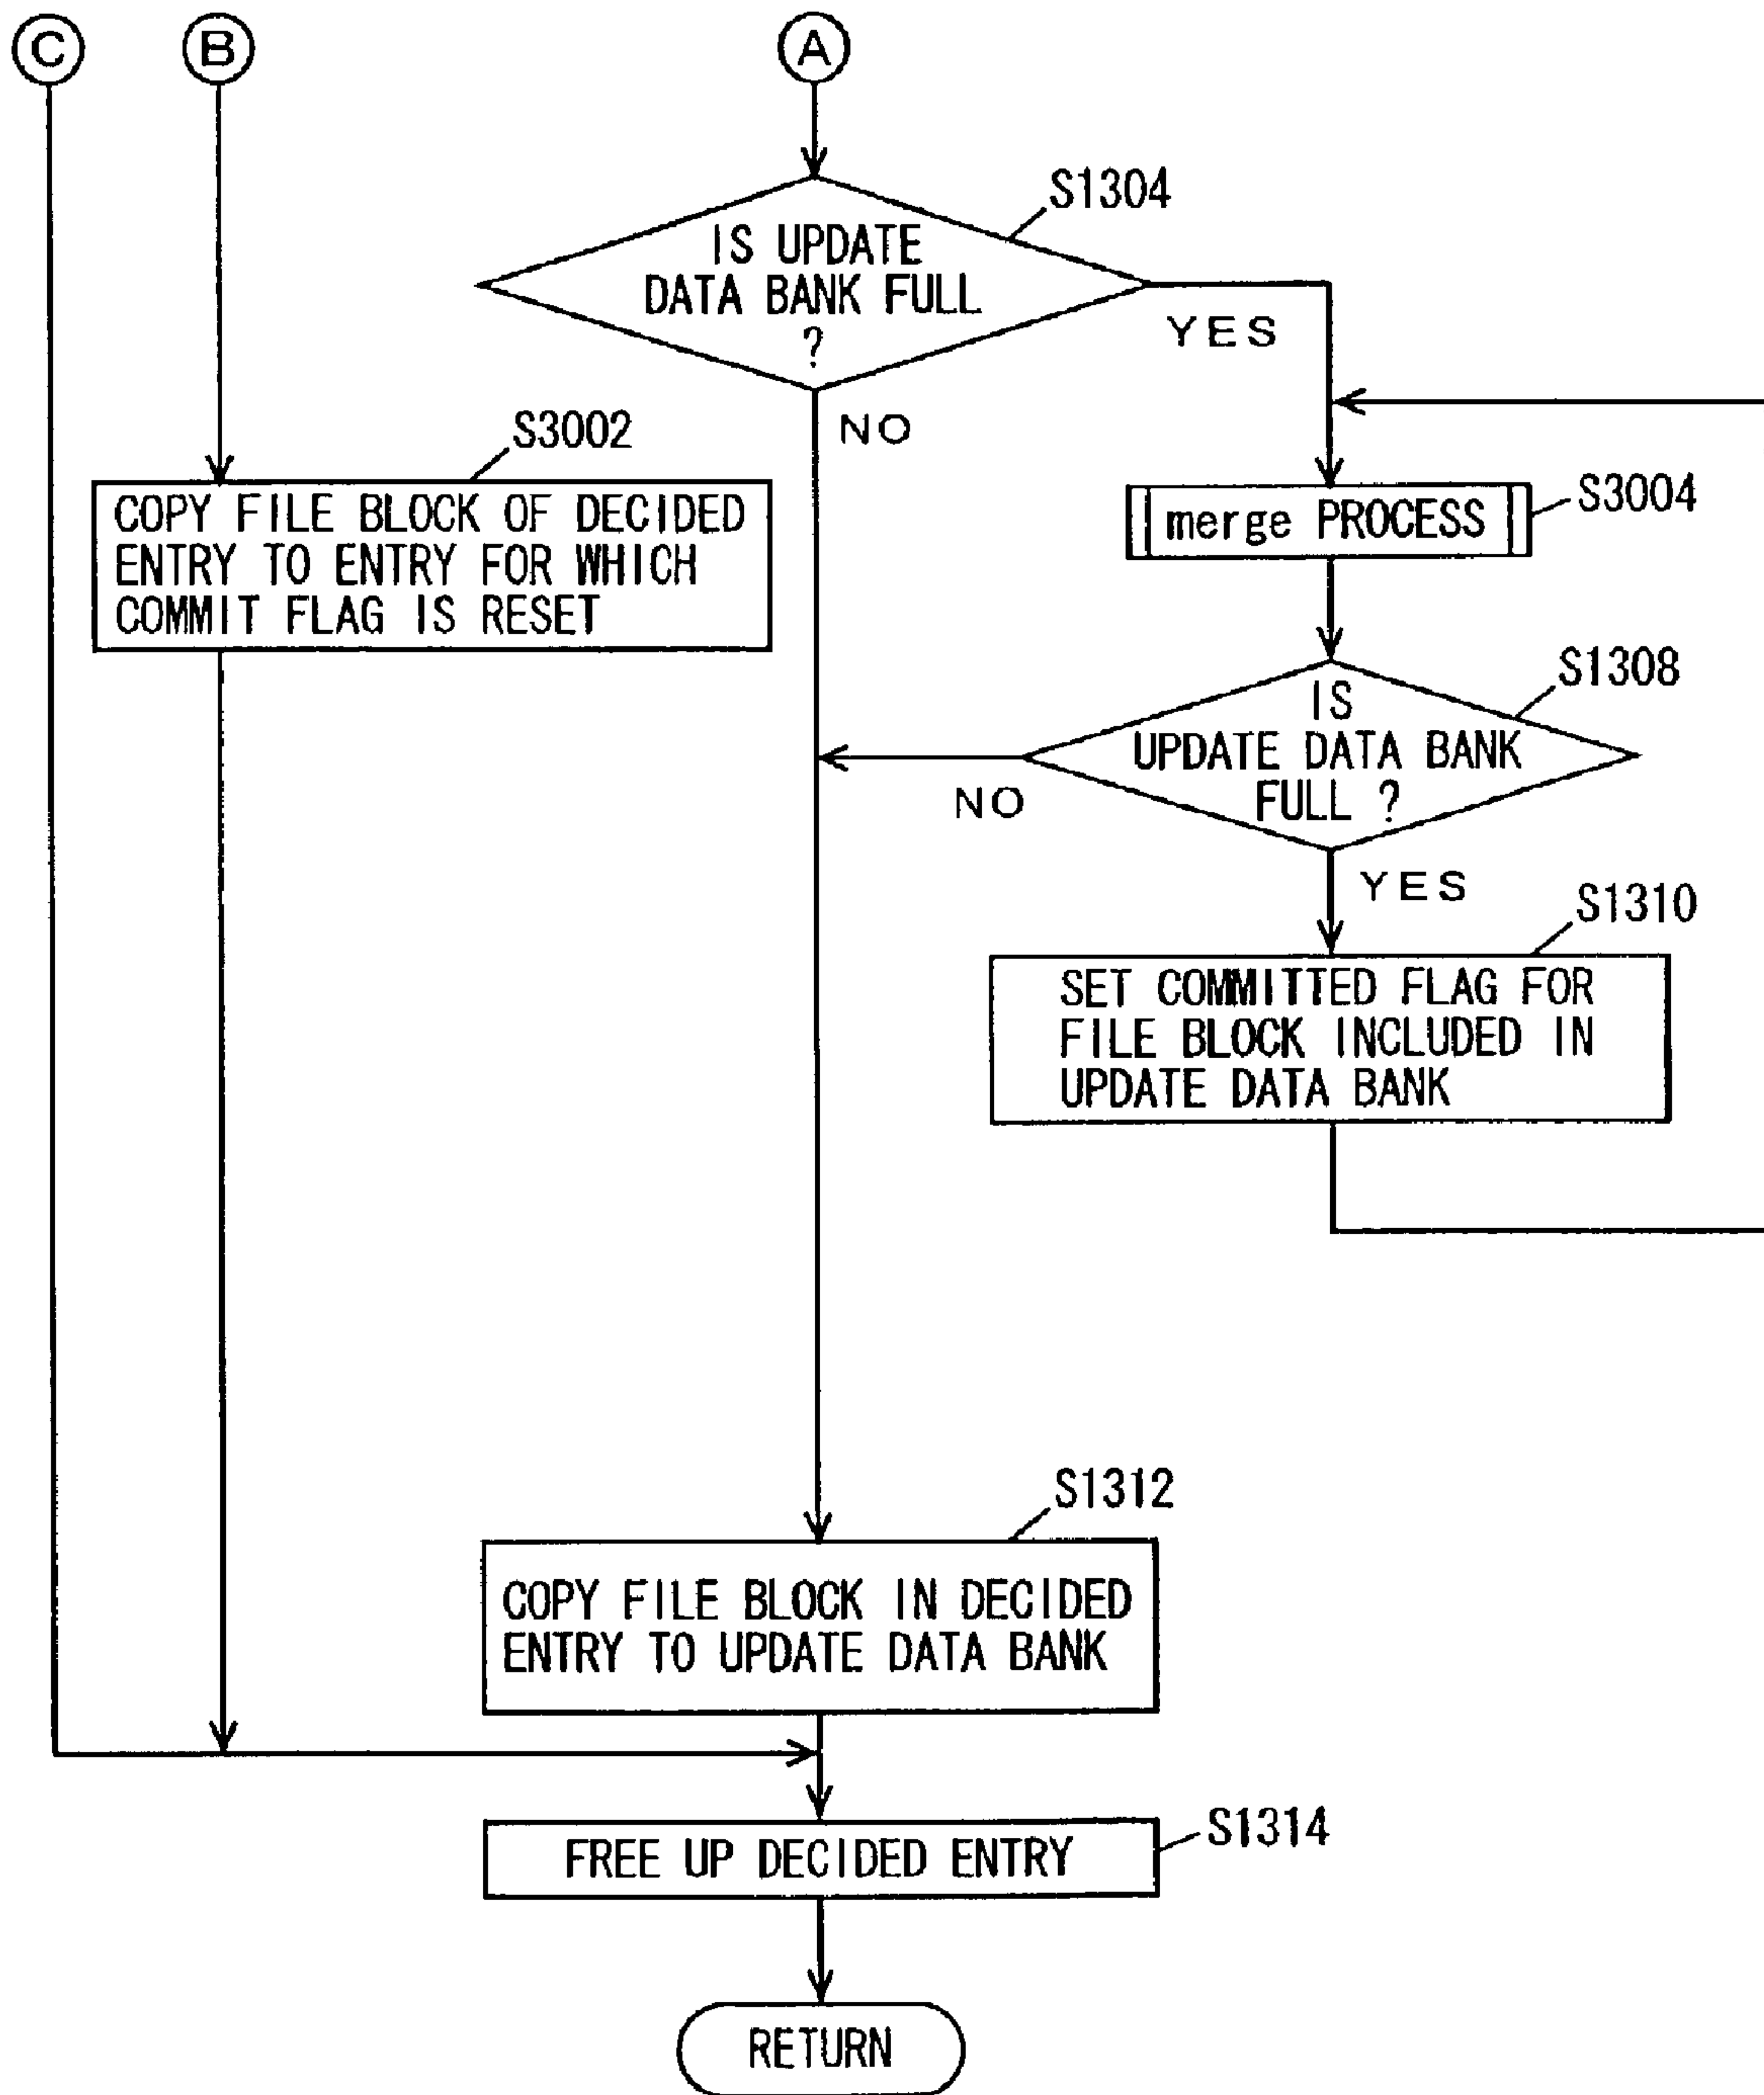 C
B
A
S1304
IS UPDATE
DATA BANK FULL
?
YES
NO
S3002
COPY FILE BLOCK OF DECIDED
ENTRY TO ENTRY FOR WHICH
COMMIT FLAG IS RESET
S3004
merge PROCESS
S1308
IS
UPDATE DATA BANK
FULL ?
NO
YES
S1310
SET COMMITTED FLAG FOR
FILE BLOCK INCLUDED IN
UPDATE DATA BANK
S1312
COPY FILE BLOCK IN DECIDED
ENTRY TO UPDATE DATA BANK
S1314
FREE UP DECIDED ENTRY
RETURN